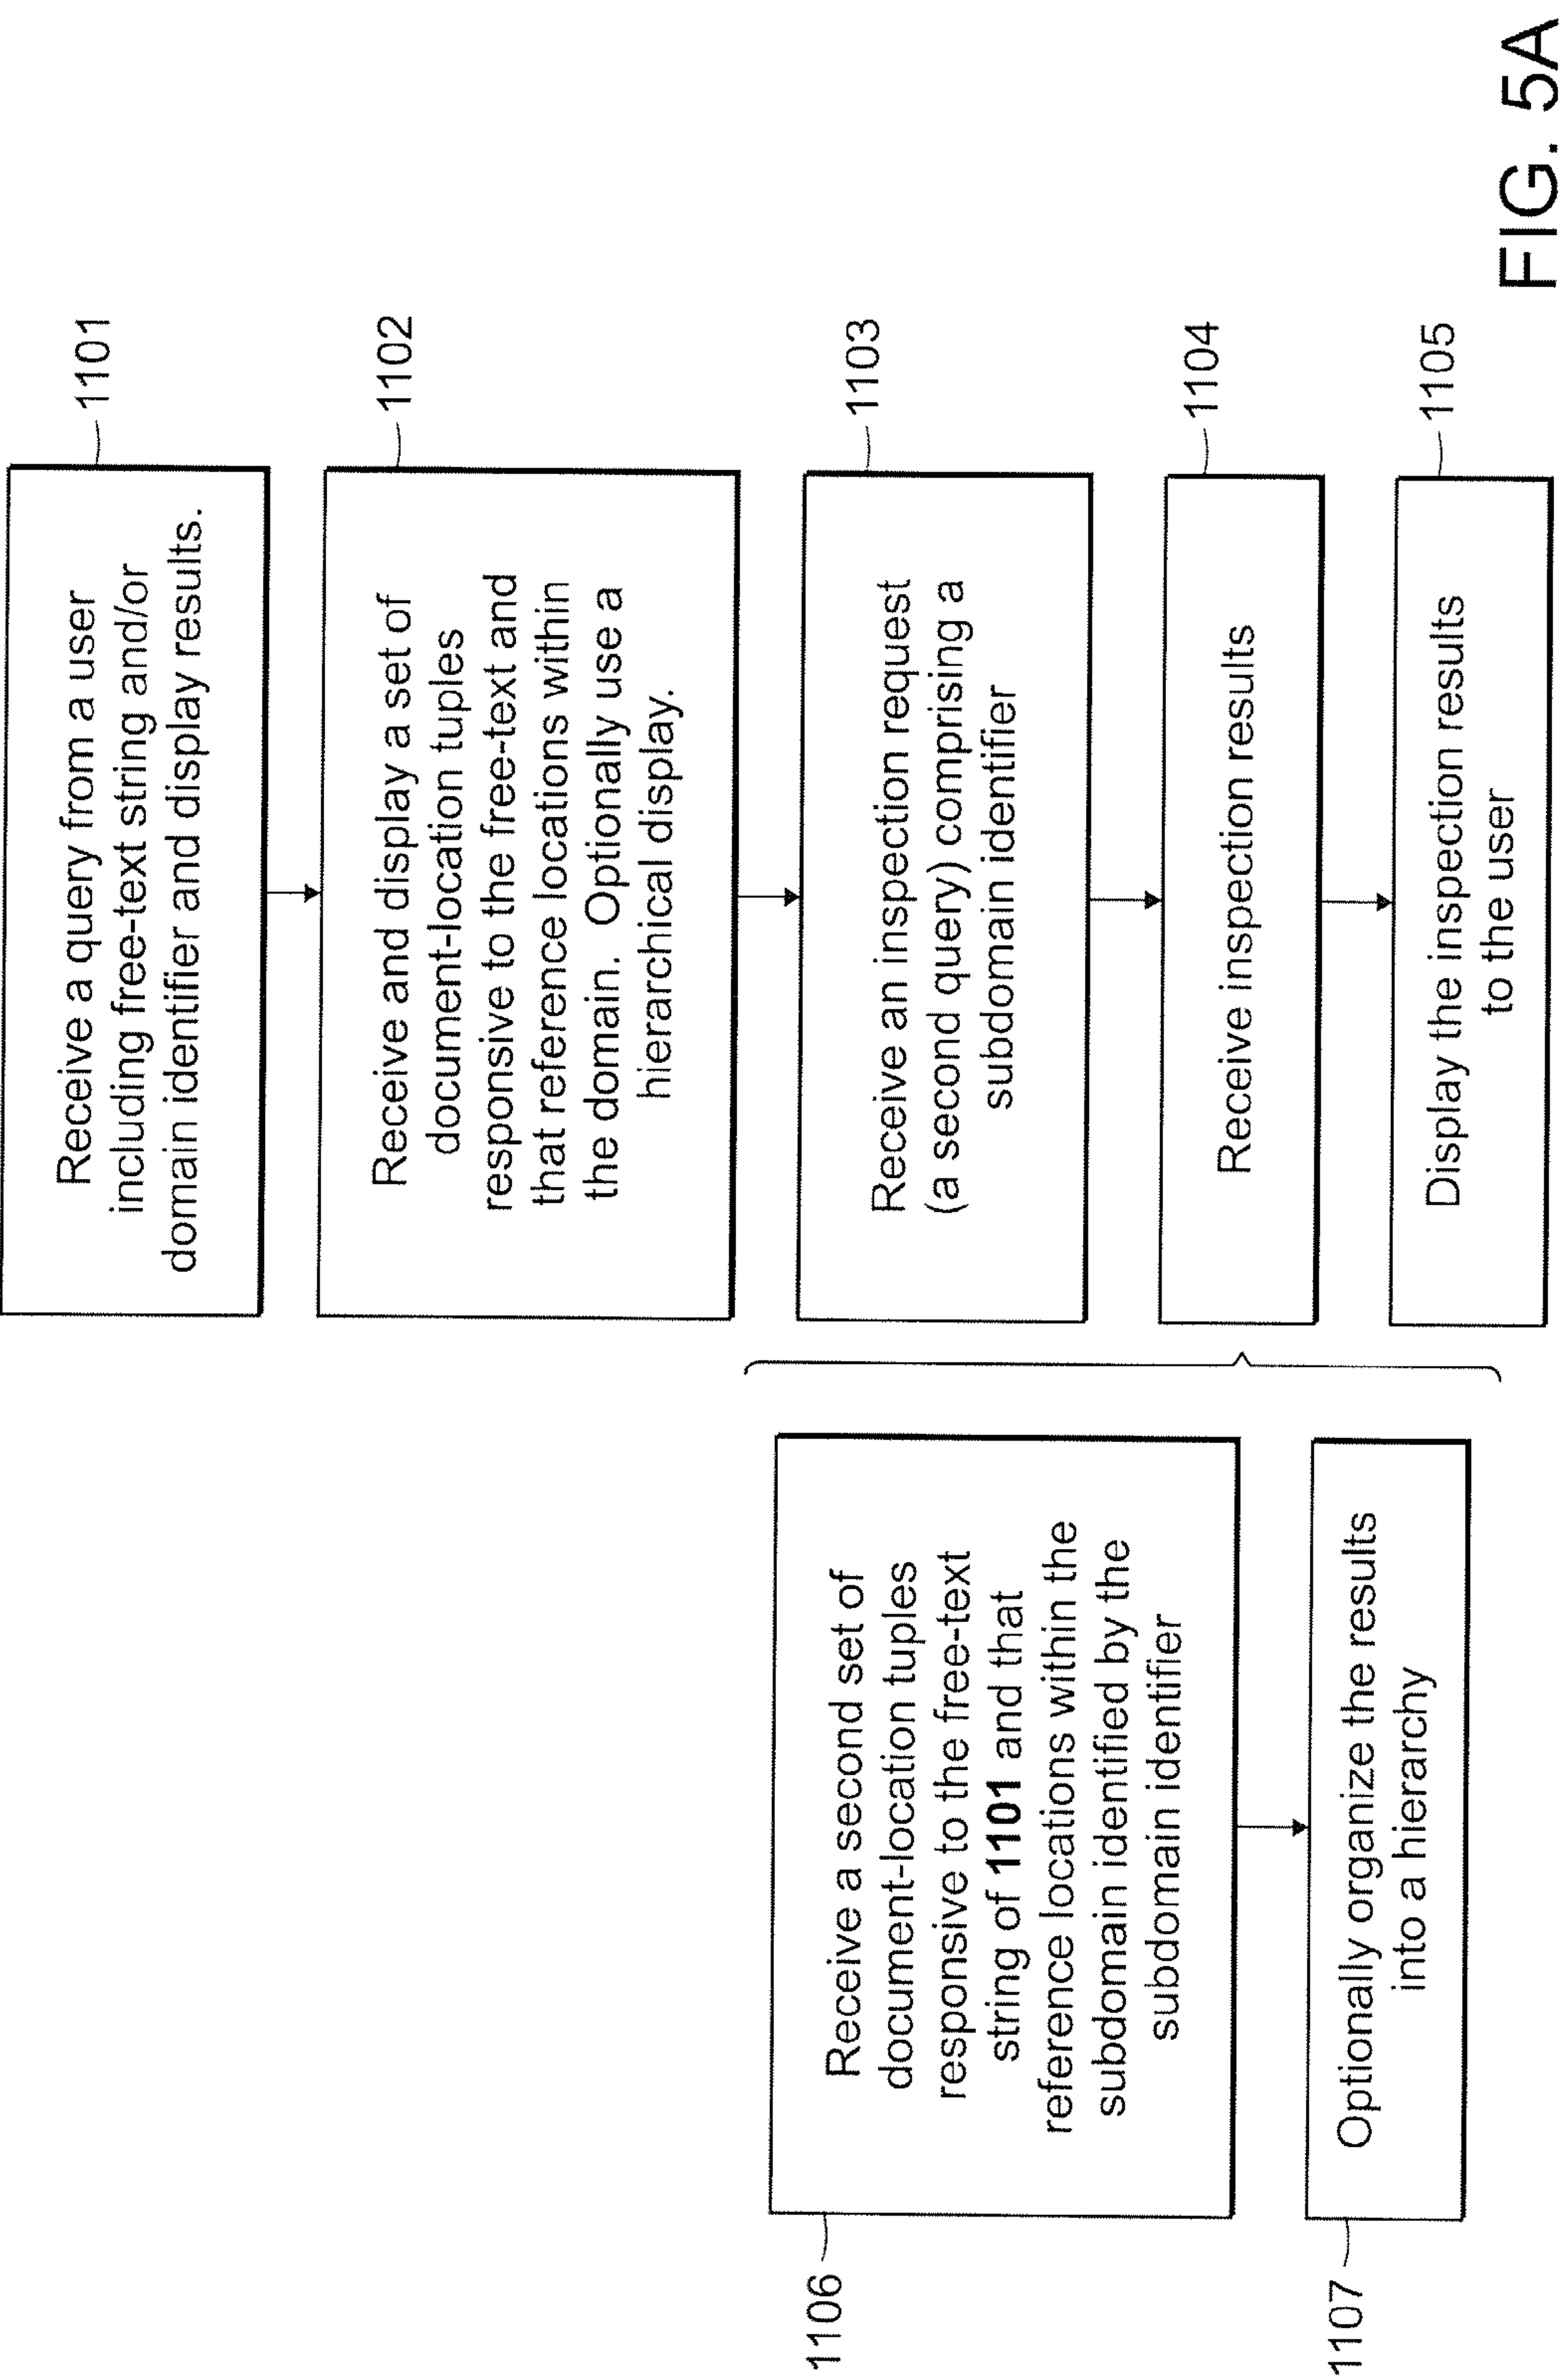 Receive a query from a user
including free-text string and/or
domain identifier and display results.
1101
Receive and display a set of
document-location tuples
responsive to the free-text and
that reference locations within
the domain.  Optionally use a
hierarchical display.
1102
Receive an inspection request
(a second query) comprising a
subdomain identifier
1103
Receive inspection results
1104
Display the inspection results
to the user
1105
1106
Receive a second set of
document-location tuples
responsive to the free-text
string of 1101 and that
reference locations within the
subdomain identified by the
subdomain identifier
1107
Optionally organize the results
into a hierarchy
FIG. 5A